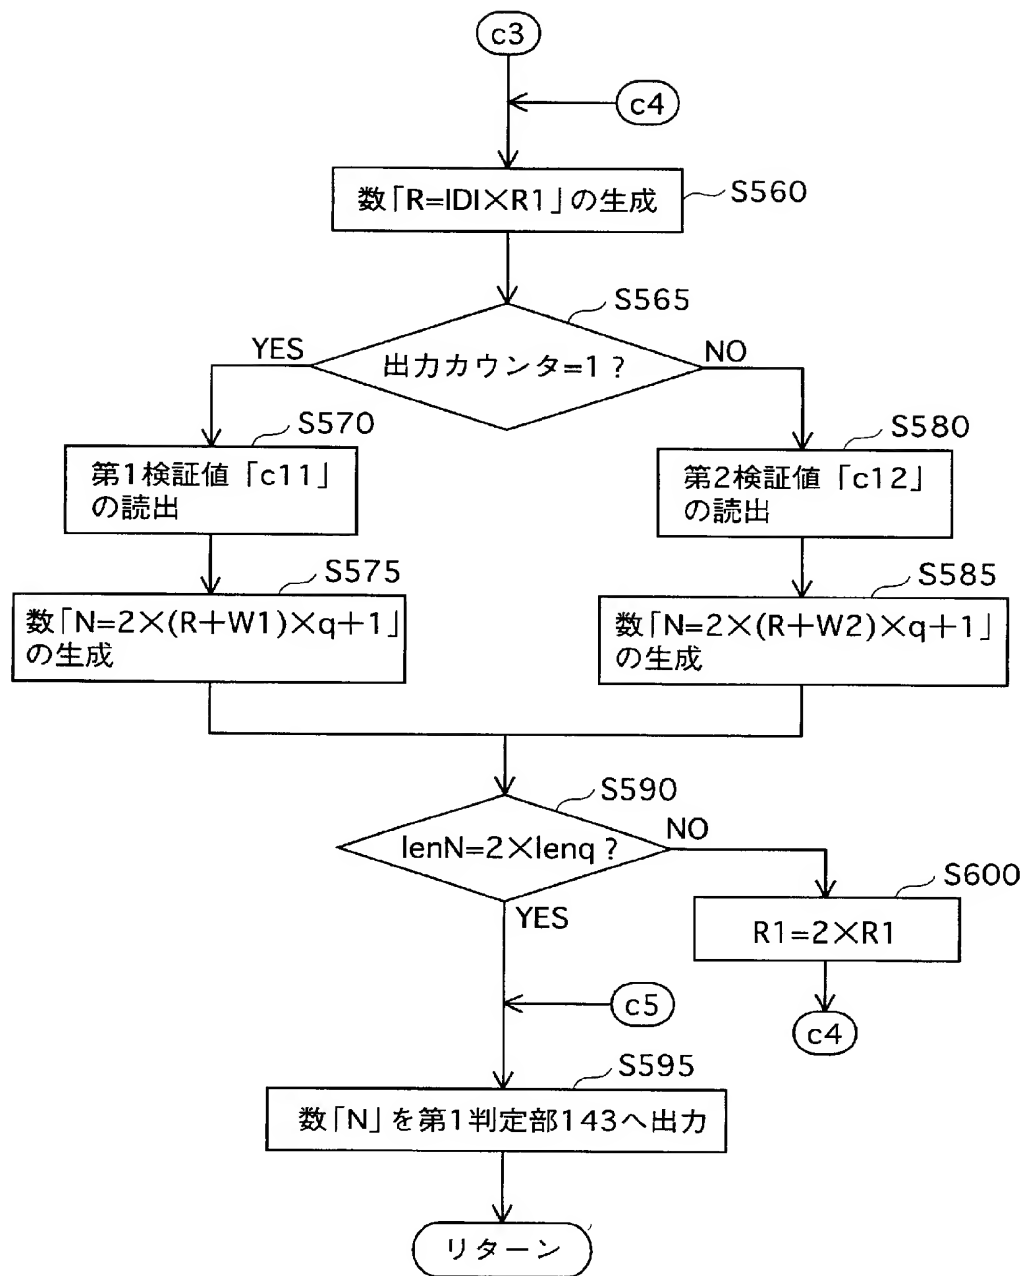 c3
c4
数「R=IDI×R1」の生成
S560
S565
YES
出力カウンタ=1?
NO
S570
S580
第1検証値「c11」
の読出
第2検証値「c12」
の読出
S575
S585
数「N=2×(R+W1)×q+1」
の生成
数「N=2×(R+W2)×q+1」
の生成
S590
lenN=2×lenq?
NO
YES
S600
R1=2×R1
c5
c4
S595
数「N」を第1判定部143へ出力
リターン